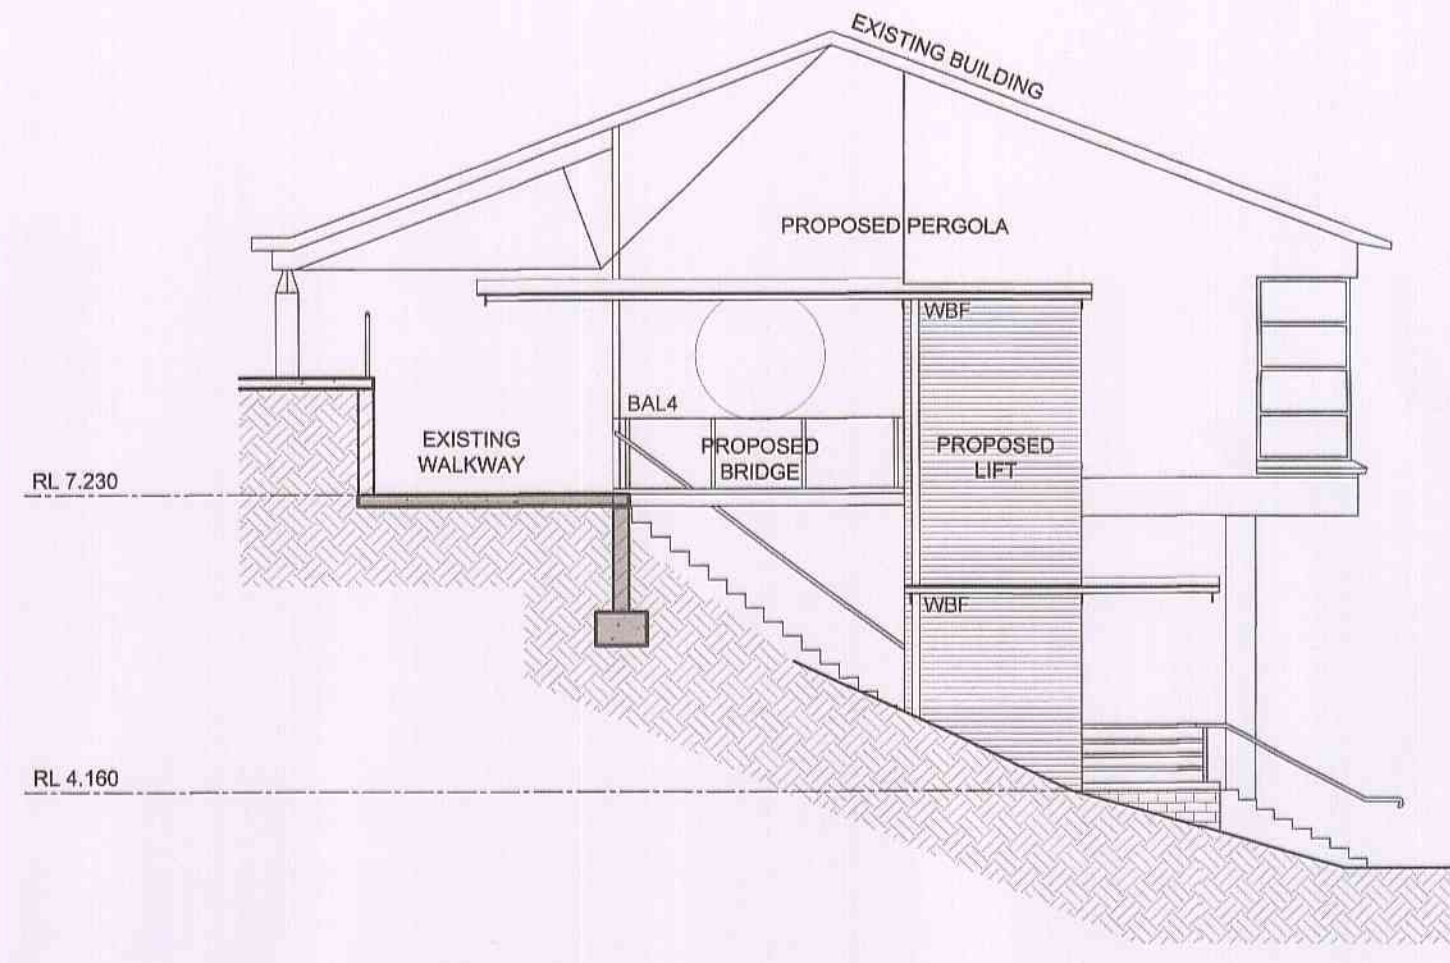 EXISTING BUILDING
PROPOSED PERGOLA
WBF
BAL4
EXISTING
WALKWAY
PROPOSED
BRIDGE
PROPOSED
LIFT
RL 7.230
WBF
RL 4.160